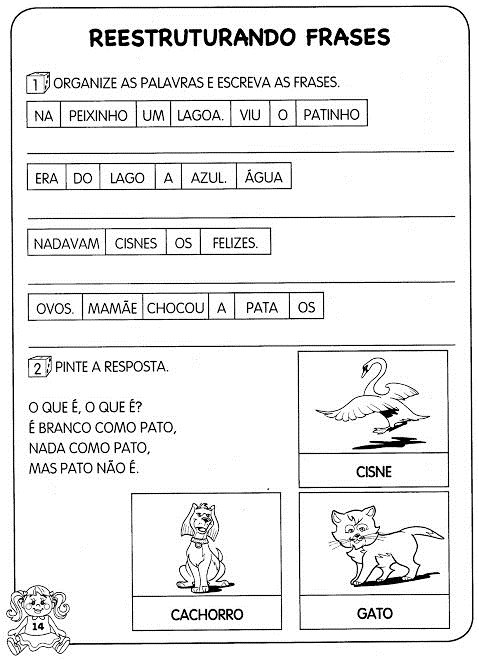 REESTRUTURANDO FRASES
1 ORGANIZE AS PALAVRAS E ESCREVA AS FRASES.
NA PEIXINHO UM LAGOA. VIU O PATINHO
ERA DO LAGO A AZUL. ÁGUA
NADAVAM CISNES OS FELIZES.
OVOS. MAMÃE CHOCOU A PATA OS
2 PINTE A RESPOSTA.
O QUE É, O QUE É?
É BRANCO COMO PATO,
NADA COMO PATO,
MAS PATO NÃO É.
CISNE
CACHORRO
GATO
14